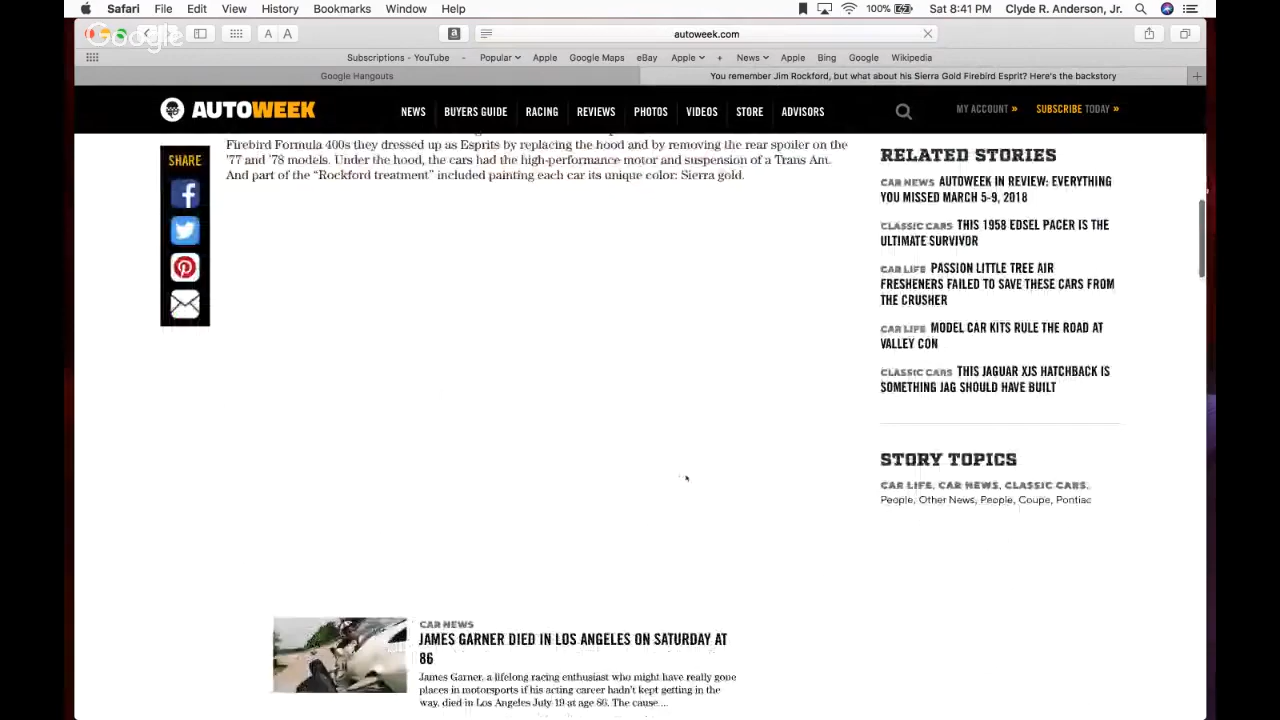 Safari File Edit View History Bookmarks Window Help 100% Sat 8:41 PM Clyde R. Anderson, Jr.
Google
A A autoweek.com
Subscriptions - YouTube - Popular Apple Google Maps eBay Apple + News Apple Bing Google Wikipedia
Google Hangouts You remember Jim Rockford, but what about his Sierra Gold Firebird Esprit? Here's the backstory +
AUTOWEEK NEWS BUYERS GUIDE RACING REVIEWS PHOTOS VIDEOS STORE ADVISORS MY ACCOUNT » SUBSCRIBE TODAY »
SHARE
Firebird Formula 400s they dressed up as Esprits by replacing the hood and by removing the rear spoiler on the
'77 and '78 models. Under the hood, the cars had the high-performance motor and suspension of a Trans Am.
And part of the “Rockford treatment” included painting each car its unique color: Sierra gold.
RELATED STORIES
CAR NEWS AUTOWEEK IN REVIEW: EVERYTHING
YOU MISSED MARCH 5-9, 2018
CLASSIC CARS THIS 1958 EDSEL PACER IS THE
ULTIMATE SURVIVOR
CAR LIFE PASSION LITTLE TREE AIR
FRESHENERS FAILED TO SAVE THESE CARS FROM
THE CRUSHER
CAR LIFE MODEL CAR KITS RULE THE ROAD AT
VALLEY CON
CLASSIC CARS THIS JAGUAR XJS HATCHBACK IS
SOMETHING JAG SHOULD HAVE BUILT
STORY TOPICS
CAR LIFE, CAR NEWS, CLASSIC CARS,
People, Other News, People, Coupe, Pontiac
CAR NEWS
JAMES GARNER DIED IN LOS ANGELES ON SATURDAY AT
86
James Garner, a lifelong racing enthusiast who might have really gone
places in motorsports if his acting career hadn't kept getting in the
way, died in Los Angeles July 19 at age 86. The cause ...